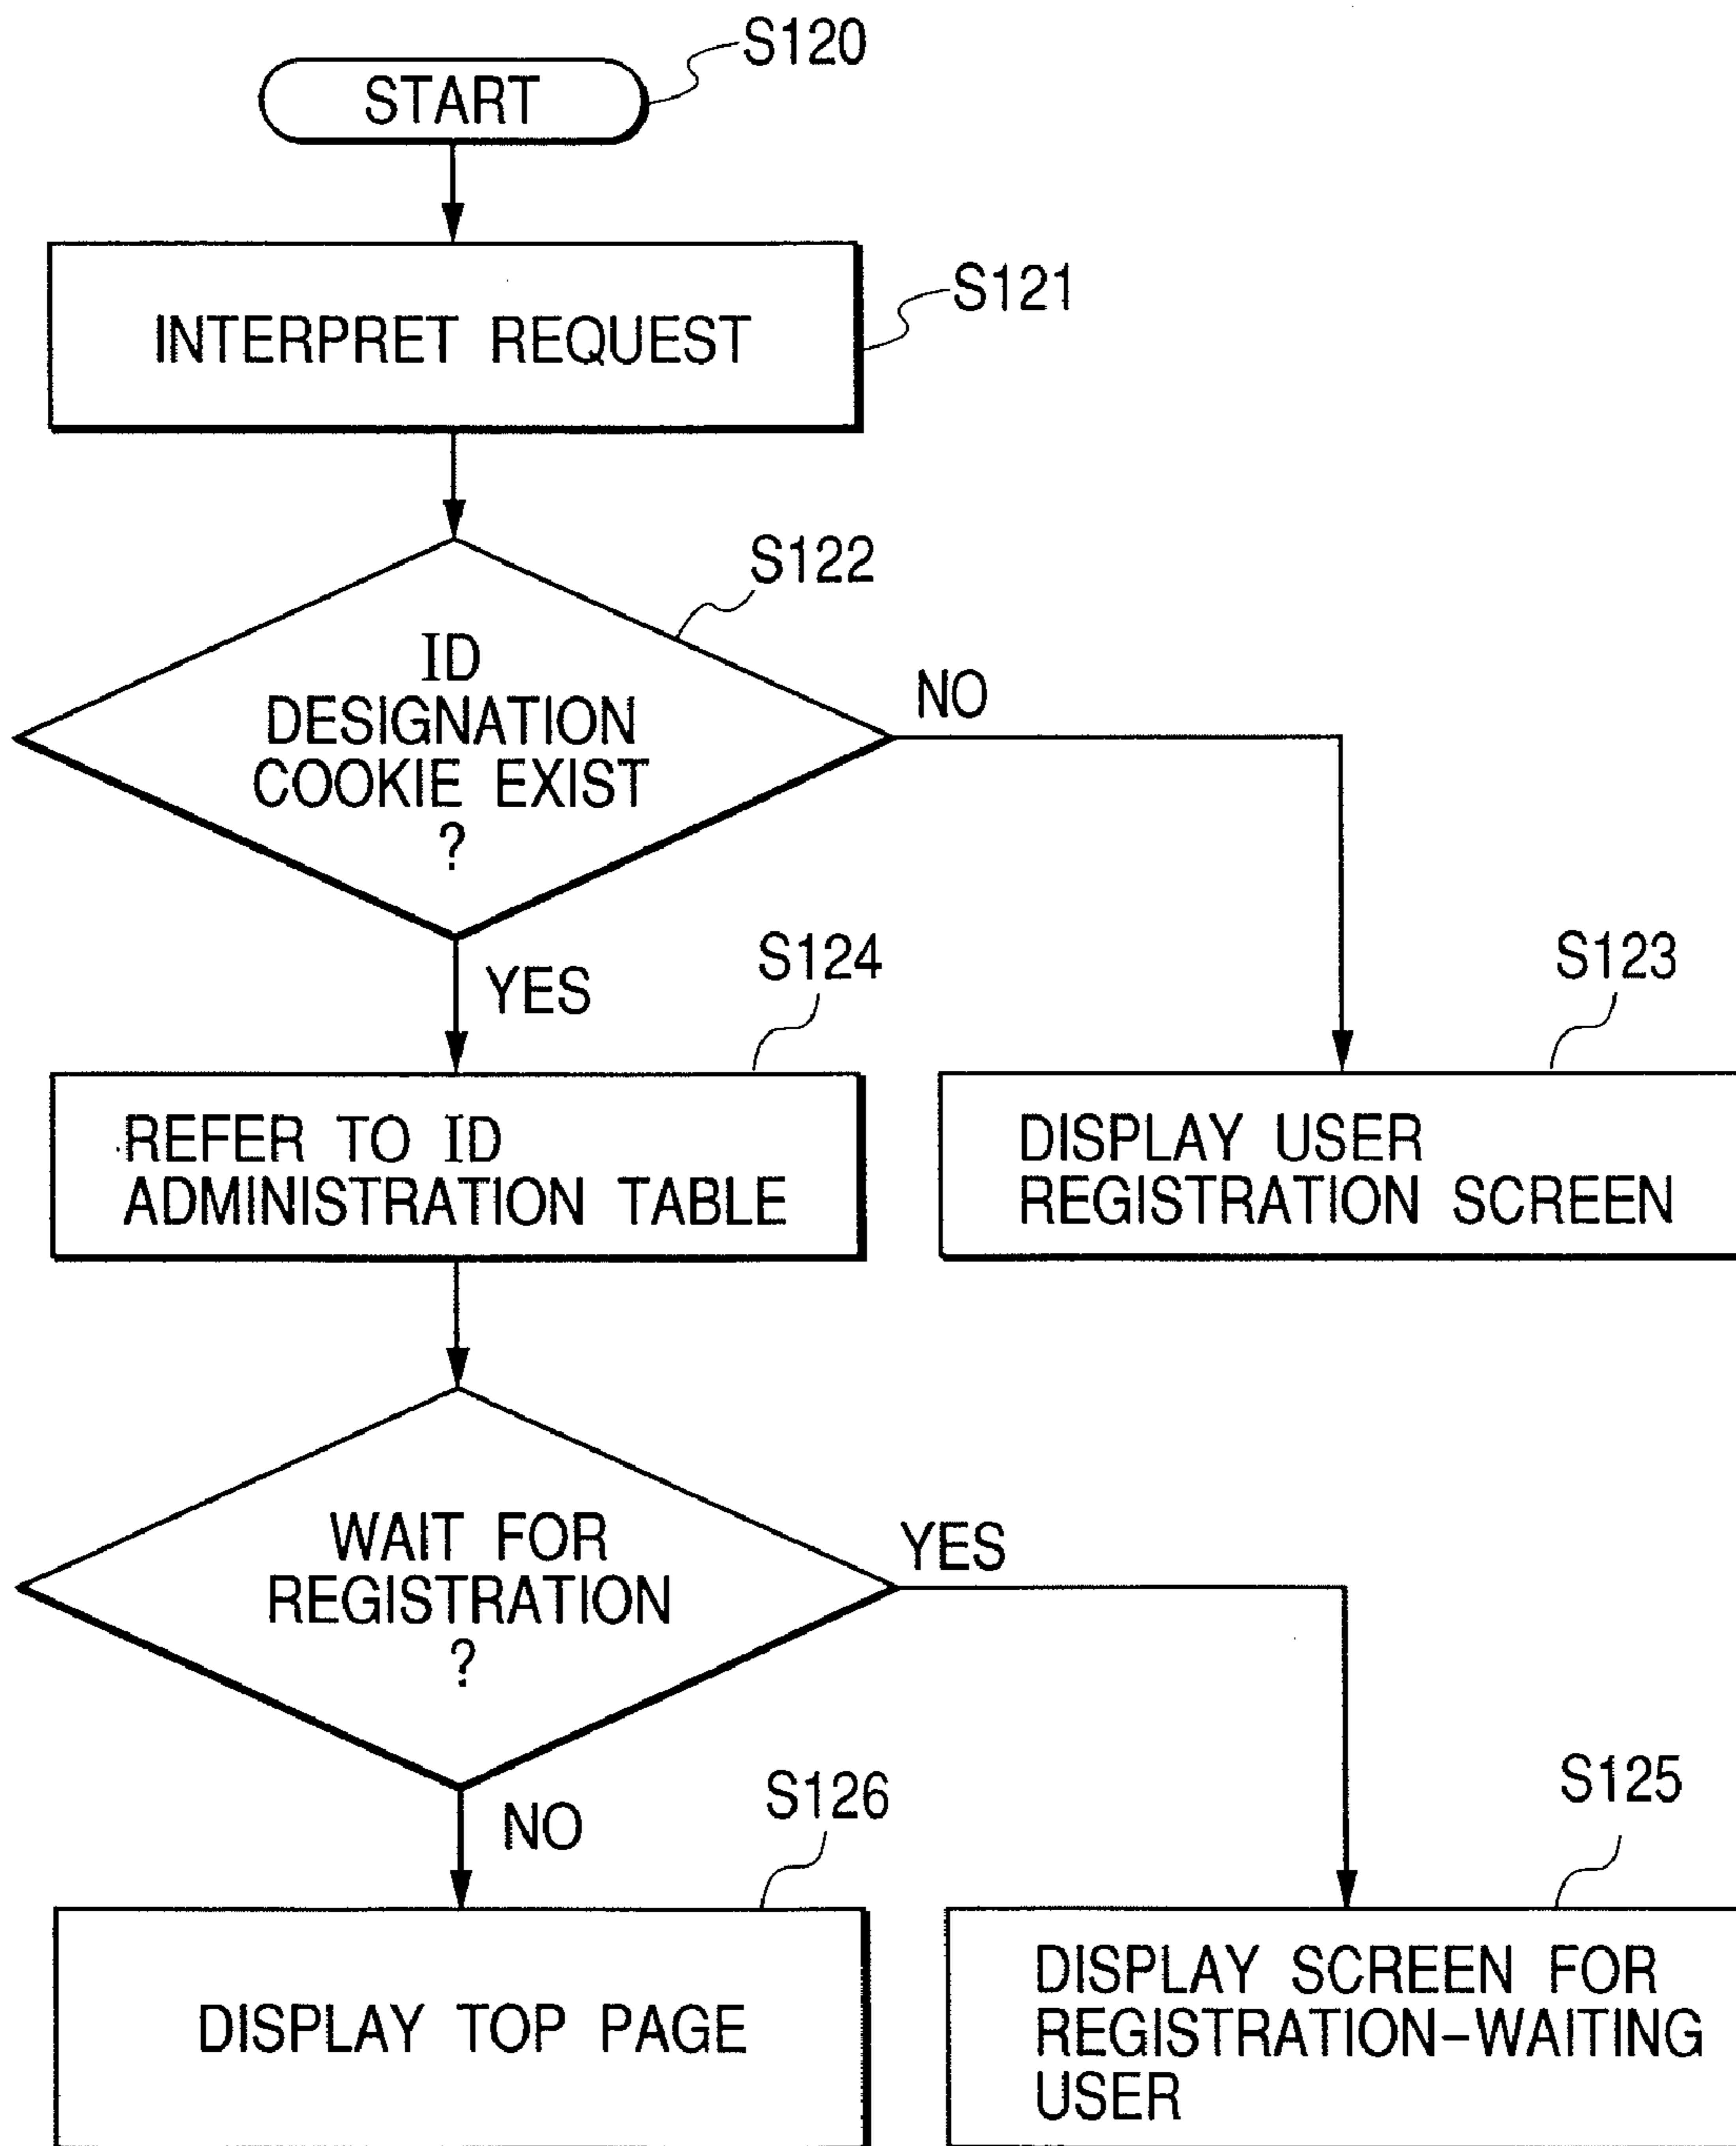 S120
START
S121
INTERPRET REQUEST
S122
ID
DESIGNATION
COOKIE EXIST
?
NO
YES
S124
S123
REFER TO ID
ADMINISTRATION TABLE
DISPLAY USER
REGISTRATION SCREEN
WAIT FOR
REGISTRATION
?
YES
NO
S126
S125
DISPLAY TOP PAGE
DISPLAY SCREEN FOR
REGISTRATION-WAITING
USER